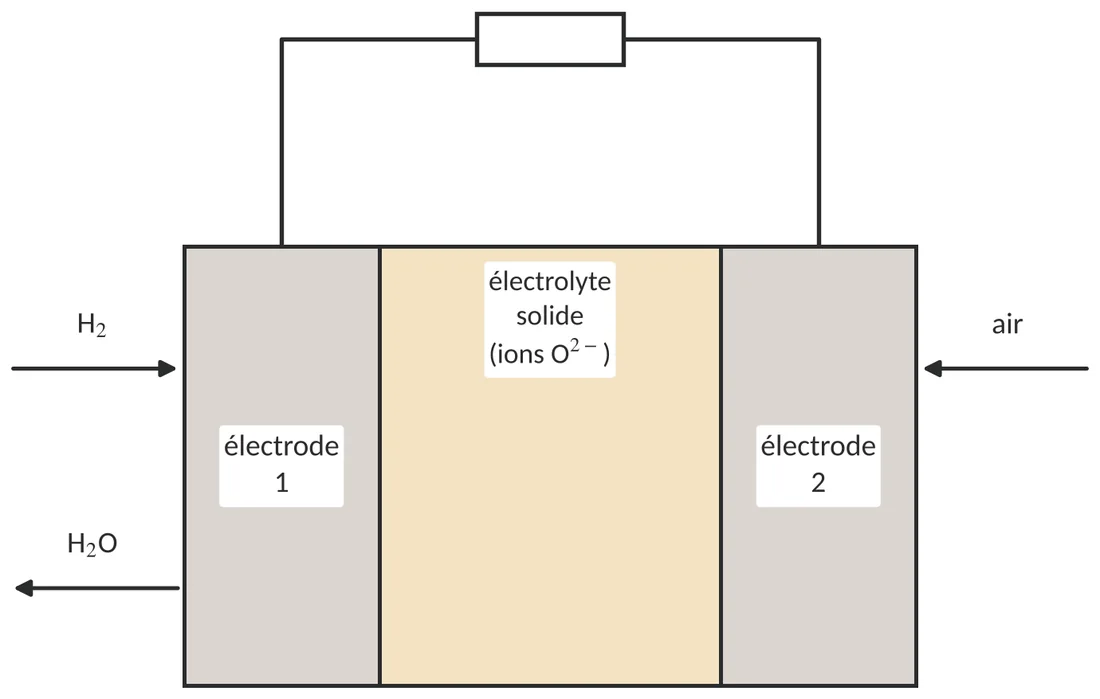 électrolyte
solide
(ions O²⁻)
H₂
air
électrode
1
électrode
2
H₂O